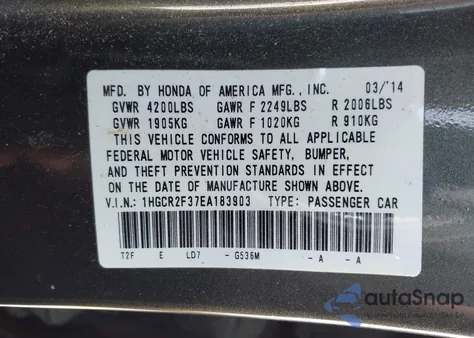 MFD. BY HONDA OF AMERICA MFG., INC. 03/'14
GVWR 4200LBS GAWR F 2249LBS R 2006LBS
GVWR 1905KG GAWR F 1020KG R 910KG
THIS VEHICLE CONFORMS TO ALL APPLICABLE
FEDERAL MOTOR VEHICLE SAFETY, BUMPER,
AND THEFT PREVENTION STANDARDS IN EFFECT
ON THE DATE OF MANUFACTURE SHOWN ABOVE.
V.I.N.: 1HGCR2F37EA183903 TYPE: PASSENGER CAR
T2F E LD7 - G536M - A - A
autoSnap